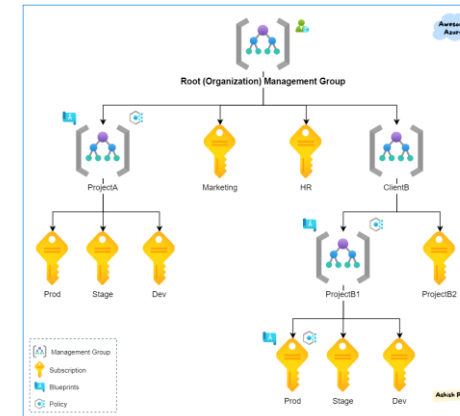 Root (Organization) Management Group
ProjectA
Marketing
HR
ClientB
Prod
Stage
Dev
ProjectB1
ProjectB2
Management Group
Subscription
Blueprints
Policy
Prod
Stage
Dev
Ashish P